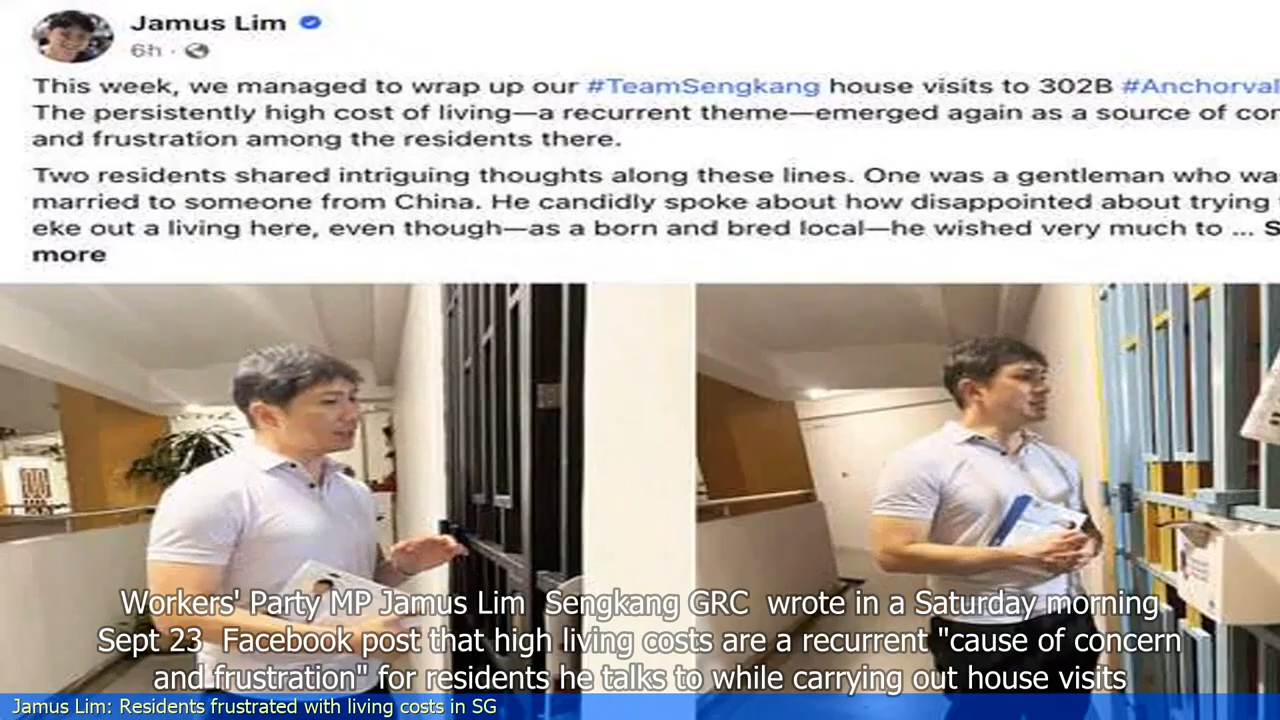 Jamus Lim
6h
This week, we managed to wrap up our #TeamSengkang house visits to 302B #Anchorval
The persistently high cost of living—a recurrent theme—emerged again as a source of con
and frustration among the residents there.
Two residents shared intriguing thoughts along these lines. One was a gentleman who wa
married to someone from China. He candidly spoke about how disappointed about trying
eke out a living here, even though—as a born and bred local—he wished very much to ... S
more
Workers' Party MP Jamus Lim Sengkang GRC wrote in a Saturday morning
Sept 23 Facebook post that high living costs are a recurrent "cause of concern
and frustration" for residents he talks to while carrying out house visits
Jamus Lim: Residents frustrated with living costs in SG